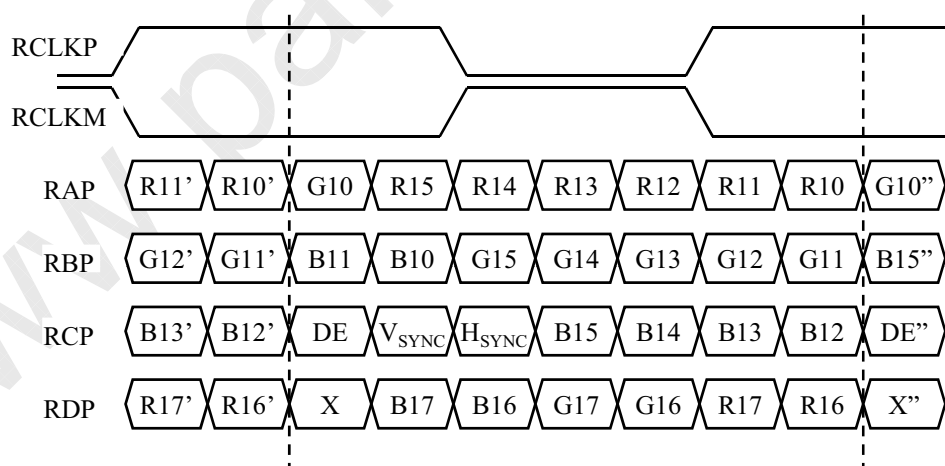 RCLKP
RCLKM
RAP R11’ R10’ G10 R15 R14 R13 R12 R11 R10 G10”
RBP G12’ G11’ B11 B10 G15 G14 G13 G12 G11 B15”
RCP B13’ B12’ DE VSYNC HSYNC B15 B14 B13 B12 DE”
RDP R17’ R16’ X B17 B16 G17 G16 R17 R16 X”